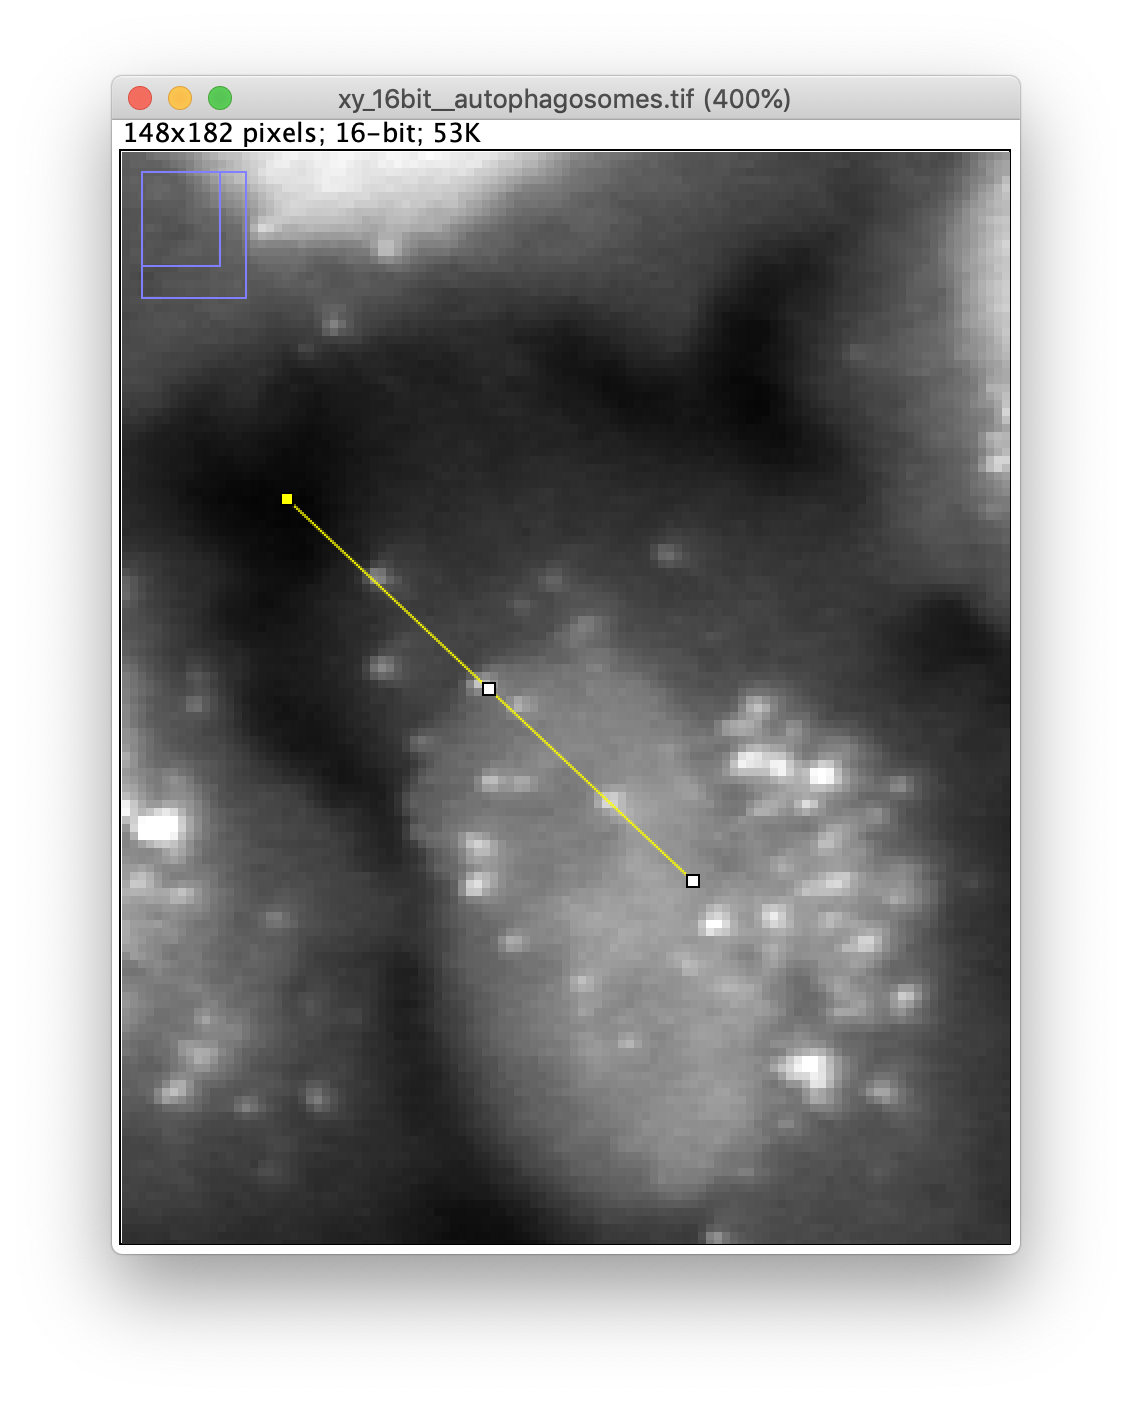 xy_16bit__autophagosomes.tif (400%)
148x182 pixels; 16-bit; 53K